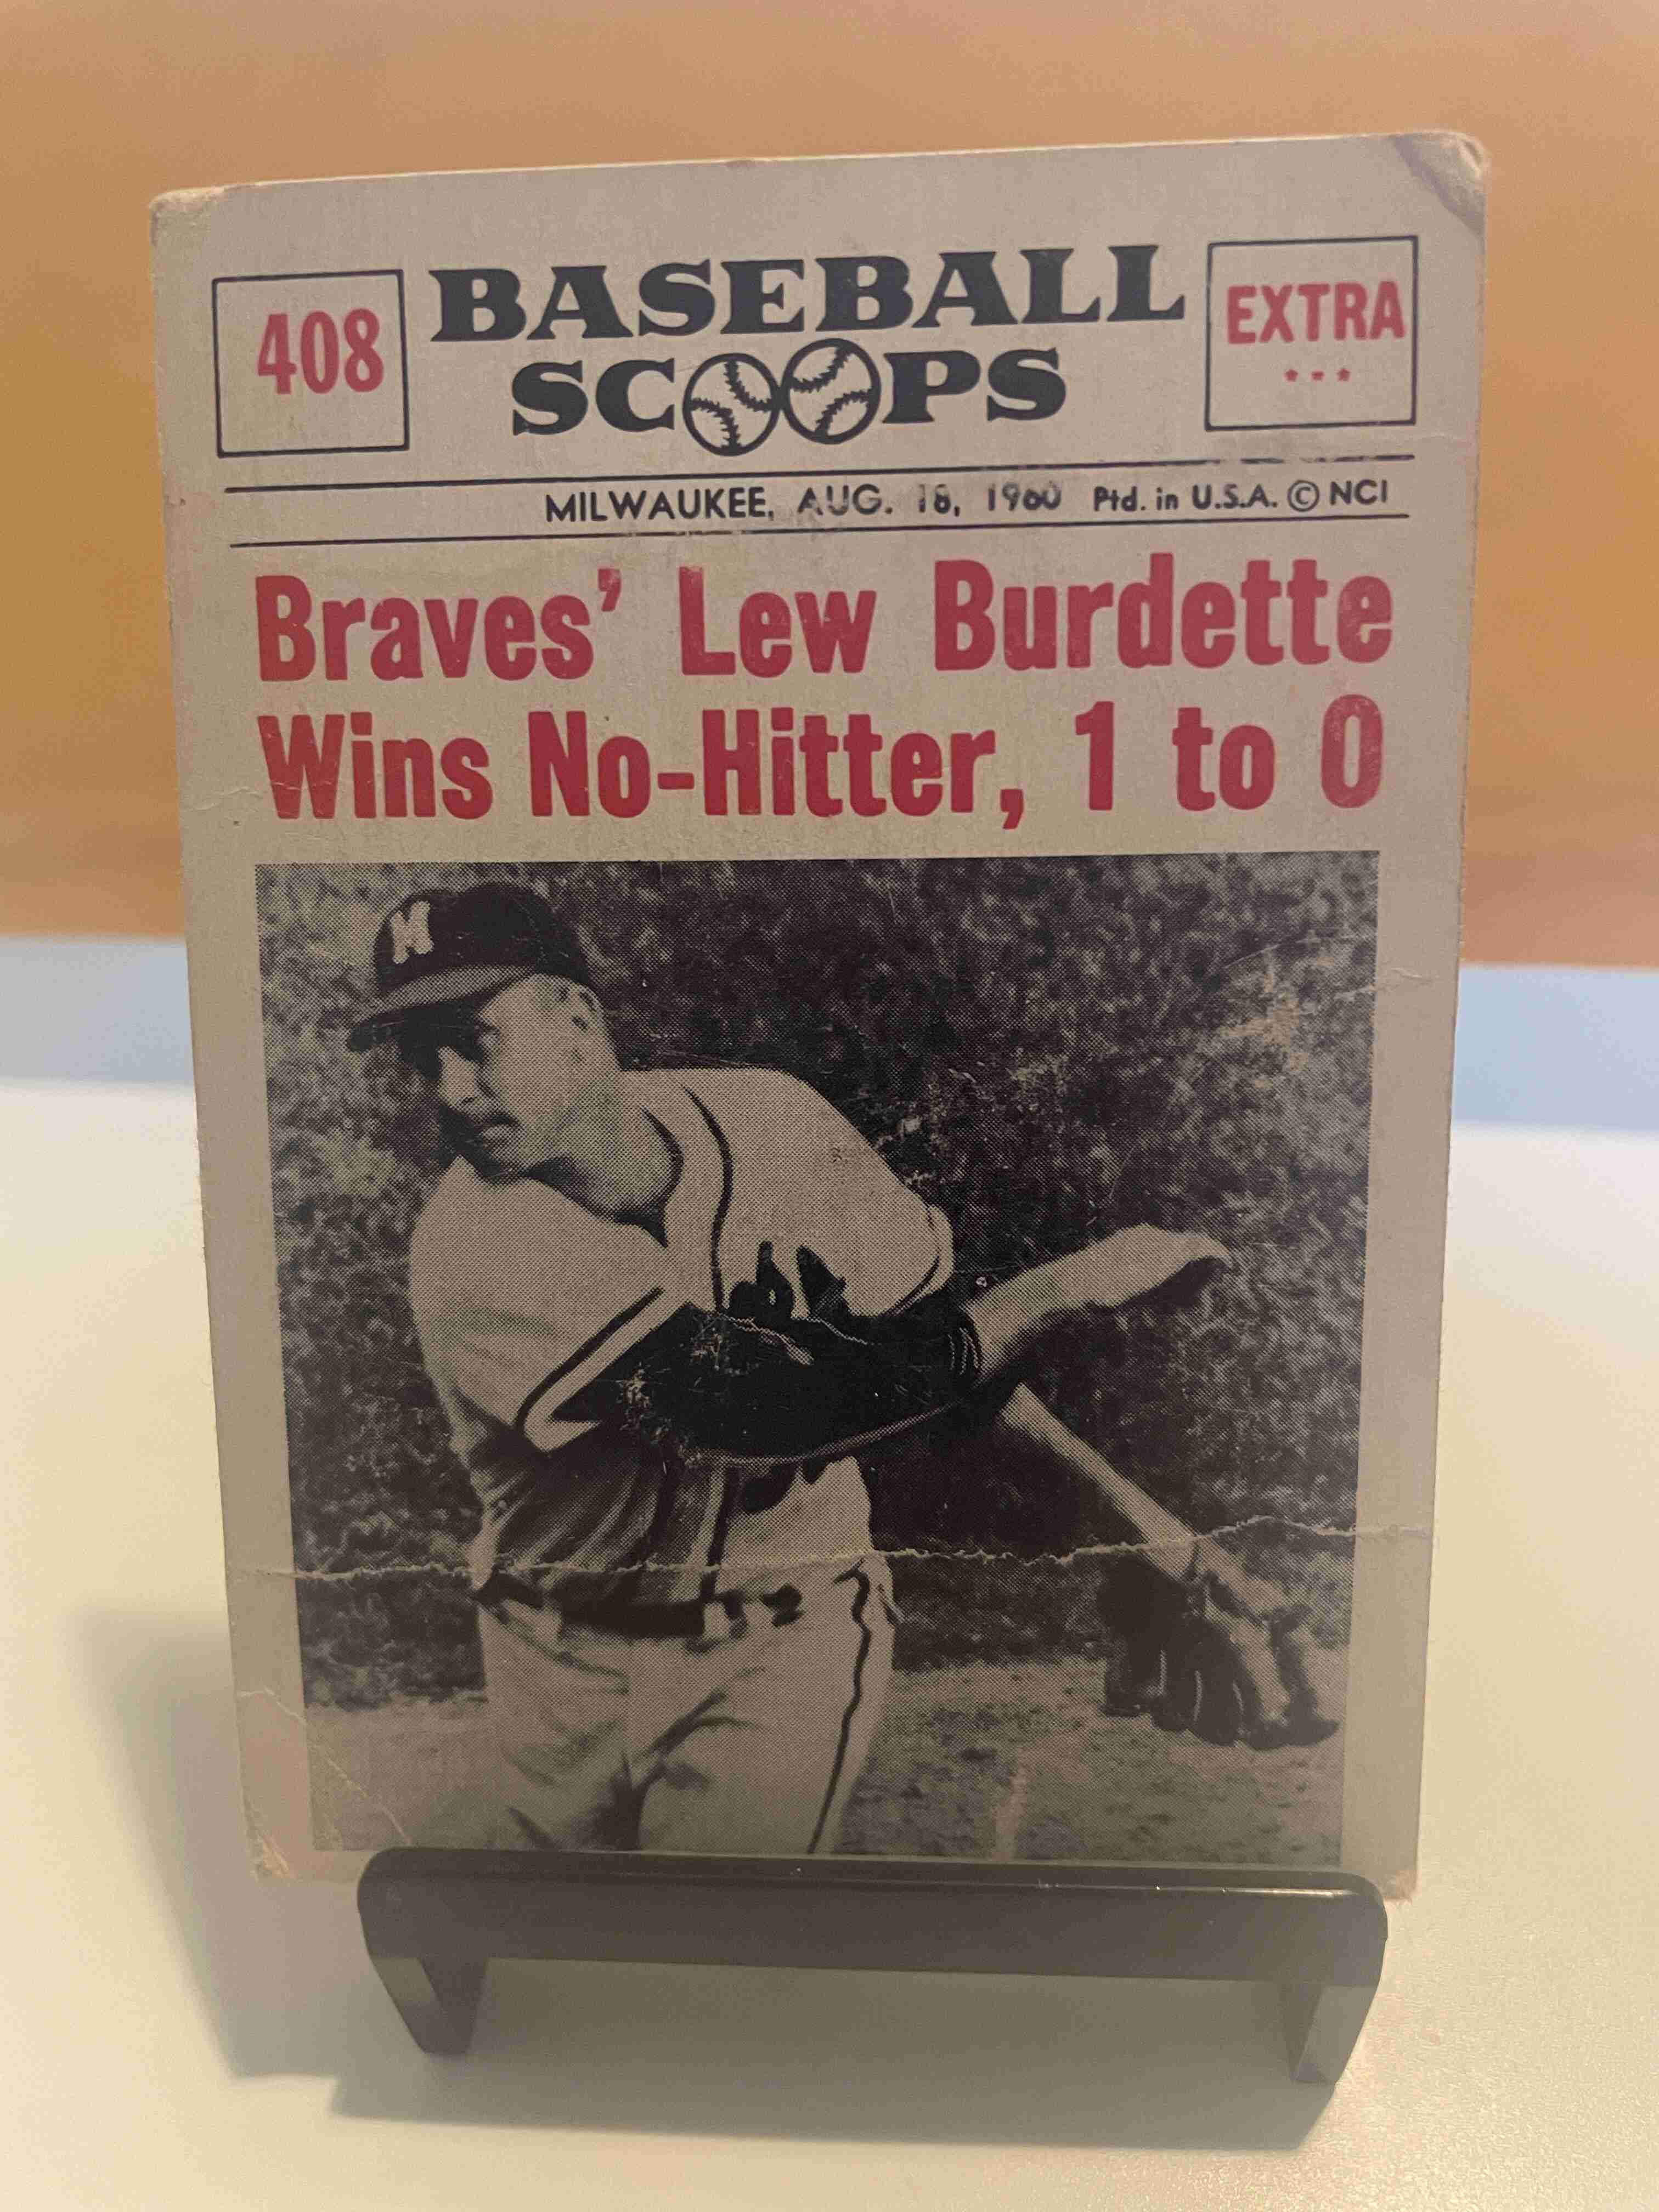 408
BASEBALL
SCOOPS
EXTRA
***
MILWAUKEE, AUG. 18, 1960 Ptd. in U.S.A. © NCI
Braves' Lew Burdette
Wins No-Hitter, 1 to 0
M